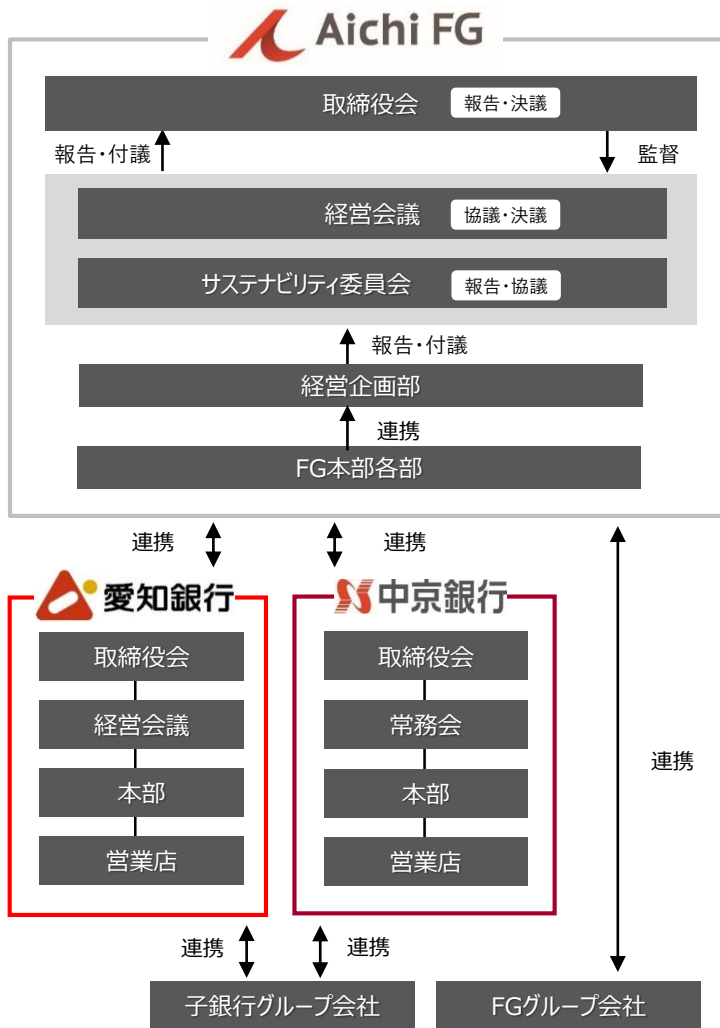 Aichi FG
取締役会 報告・決議
報告・付議 監督
経営会議 協議・決議
サステナビリティ委員会 報告・協議
報告・付議
経営企画部
連携
FG本部各部
連携 連携
愛知銀行 中京銀行
取締役会 取締役会
経営会議 常務会
連携
本部 本部
営業店 営業店
連携 連携
子銀行グループ会社 FGグループ会社